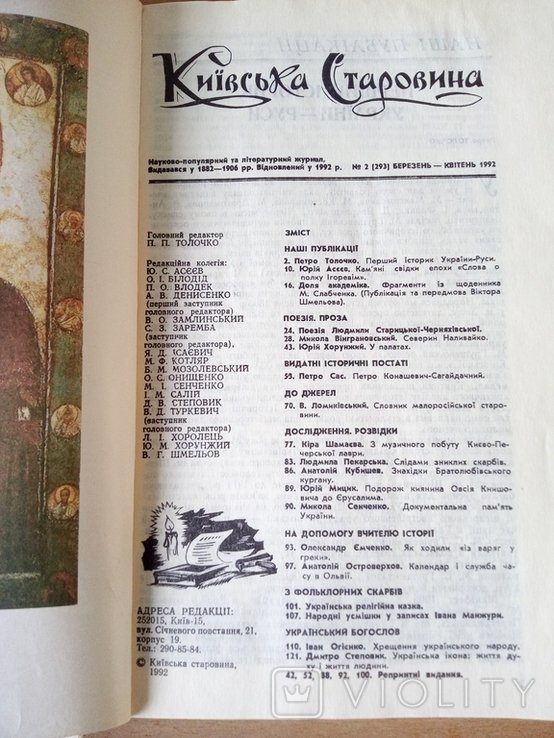 Київська Старовина
Науково-популярний та літературний журнал.
Видавався у 1882—1906 рр. Відновлений у 1992 р. № 2 (293) БЕРЕЗЕНЬ — КВІТЕНЬ 1992
Головний редактор
П. П. ТОЛОЧКО
Редакційна колегія:
Ю. С. АСЄЄВ
О. І. БІЛОДІД
П. О. ВЛОДЕК
А. В. ДЕНИСЕНКО
(перший заступник
головного редактора)
В. О. ЗАМЛИНСЬКИЙ
С. З. ЗАРЕМБА
(заступник
головного редактора),
Я. Д. ІСАЄВИЧ
М. Ф. КОТЛЯР
Б. М. МОЗОЛЕВСЬКИЙ
О. С. ОНИЩЕНКО
М. І. СЕНЧЕНКО
І. М. САЛІЙ
Д. В. СТЕПОВИК
В. Д. ТУРКЕВИЧ
(заступник
головного редактора)
Л. І. ХОРОЛЕЦЬ
Ю. М. ХОРУНЖИЙ
В. Г. ШМЕЛЬОВ
АДРЕСА РЕДАКЦІЇ:
252015, Київ-15,
вул. Січневого повстання, 21,
корпус 19.
Тел.: 290-85-84.
© Київська старовина,
1992
ЗМІСТ
НАШІ ПУБЛІКАЦІЇ
2. Петро Толочко. Перший історик України-Руси.
10. Юрій Асєєв. Кам'яні свідки епохи «Слова о
полку Ігоревім».
16. Доля академіка. Фрагменти із щоденника
М. Слабченка. (Публікація та передмова Віктора
Шмельова).
ПОЕЗІЯ. ПРОЗА
24. Поезія Людмили Старицької-Черняхівської.
28. Микола Вінграновський. Северин Наливайко.
43. Юрій Хорунжий. У палатах.
ВИДАТНІ ІСТОРИЧНІ ПОСТАТІ
59. Петро Сас. Петро Конашевич-Сагайдачний.
ДО ДЖЕРЕЛ
70. В. Ломиківський. Словник малоросійської старо-
вини.
ДОСЛІДЖЕННЯ. РОЗВІДКИ
77. Кіра Шамаєва. З музичного побуту Києво-Пе-
черської лаври.
83. Людмила Пекарська. Слідами зниклих скарбів.
86. Анатолій Кубишев. Знахідки Братолюбівського
кургану.
89. Юрій Мицик. Подорож киянина Овсія Книшо-
вича до Єрусалима.
90. Микола Сенченко. Документальна пам'ять
України.
НА ДОПОМОГУ ВЧИТЕЛЮ ІСТОРІЇ
93. Олександр Ємченко. Як ходили «із варяг у
греки».
97. Анатолій Островерхов. Календар і служба ча-
су в Ольвії.
З ФОЛЬКЛОРНИХ СКАРБІВ
101. Українська релігійна казка.
107. Народні усмішки у записах Івана Манжури.
УКРАЇНСЬКИЙ БОГОСЛОВ
110. Іван Огієнко. Хрещення українського народу.
121. Дмитро Степовик. Українська ікона: життя ду-
ху і життя людини.
42, 52, 88, 92, 100. Репринтні видання.
VIOLITY